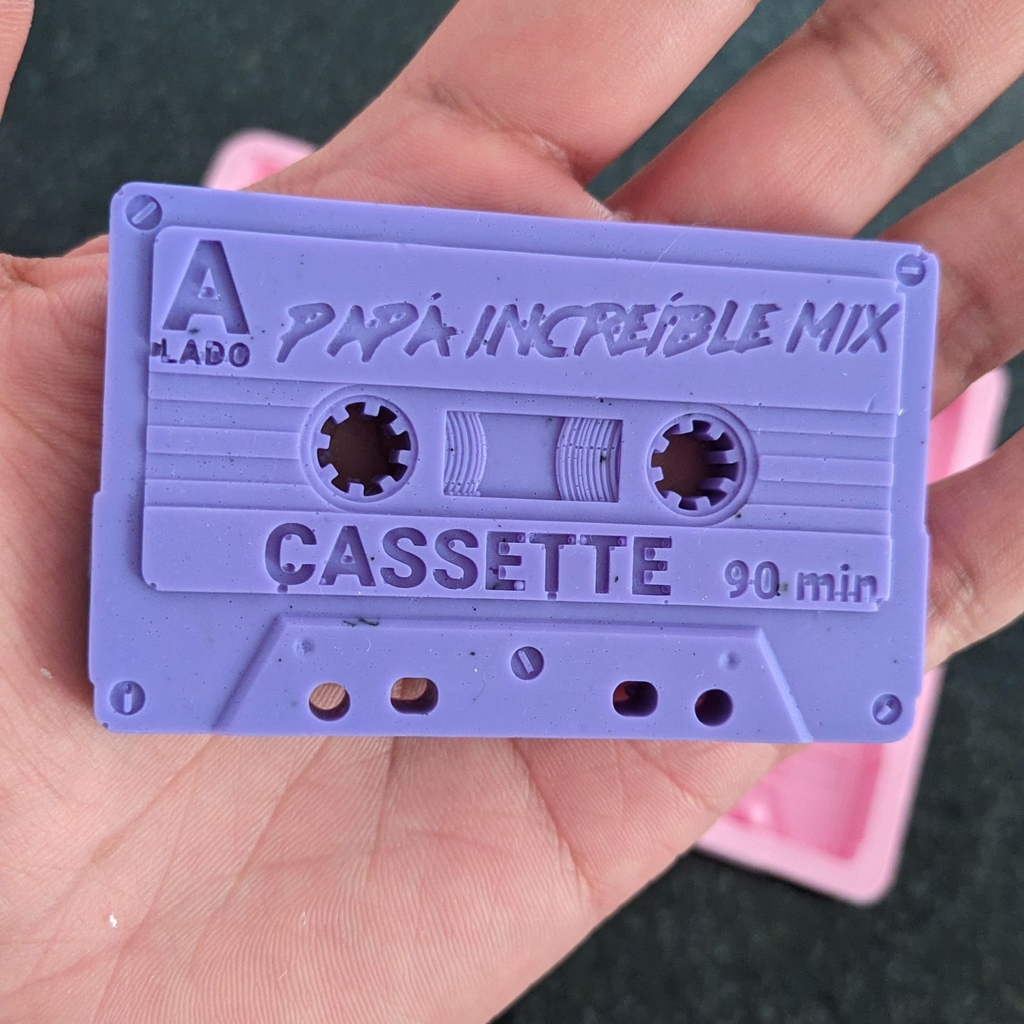 A
LADO
PAPÁ INCREÍBLE MIX
CASSETTE
90 min